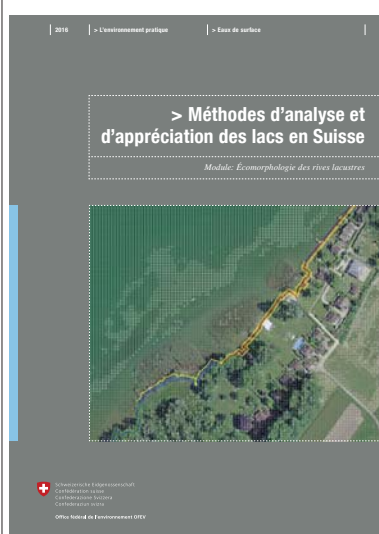 2016 > L'environnement pratique > Eaux de surface
> Méthodes d'analyse et
d'appréciation des lacs en Suisse
Module: Écomorphologie des rives lacustres
Schweizerische Eidgenossenschaft
Confédération suisse
Confederazione Svizzera
Confederaziun svizra
Office fédéral de l'environnement OFEV